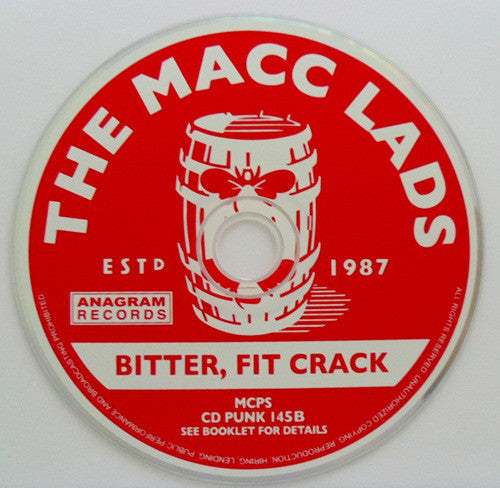 THE MACC LADS
ESTD 1987
ANAGRAM
RECORDS
BITTER, FIT CRACK
MCPS
CD PUNK 145B
SEE BOOKLET FOR DETAILS
ALL RIGHTS RESERVED. UNAUTHORIZED COPYING, REPRODUCTION, HIRING, LENDING, PUBLIC PERFORMANCE AND BROADCASTING PROHIBITED